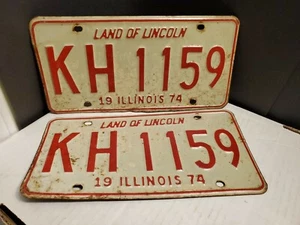 LAND OF LINCOLN
KH 1159
19 ILLINOIS 74
LAND OF LINCOLN
KH 1159
19 ILLINOIS 74